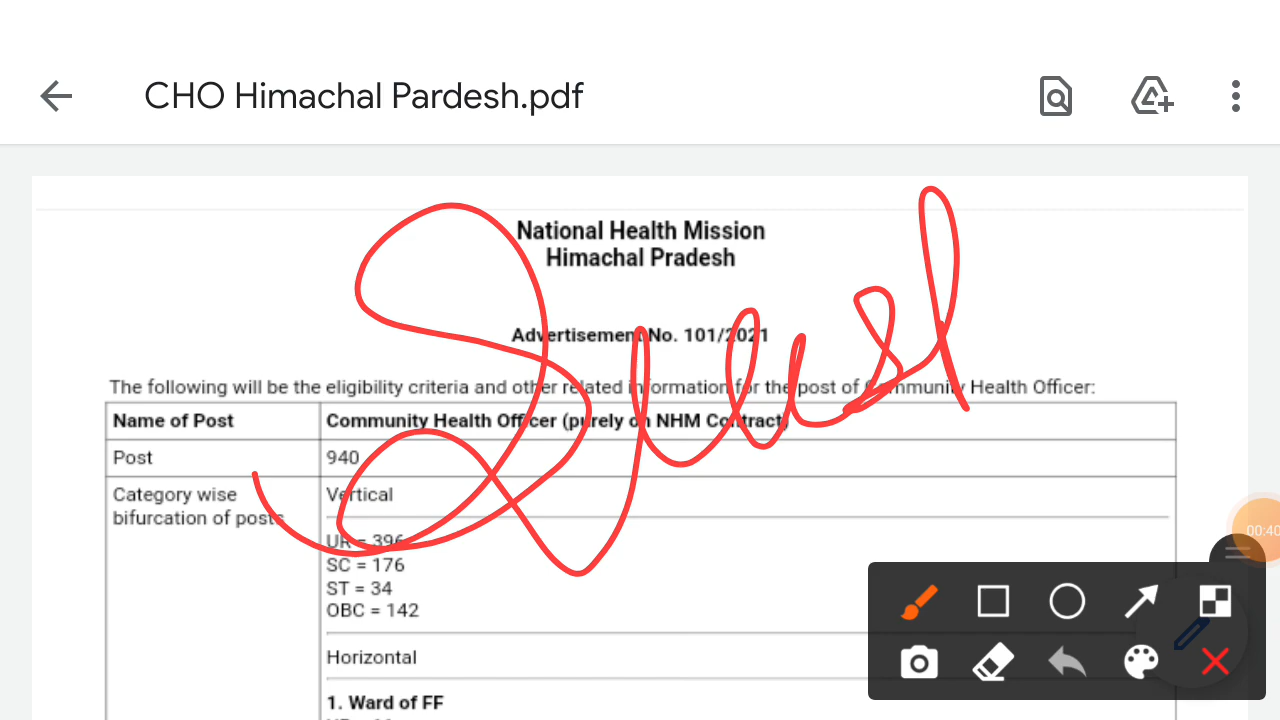 CHO Himachal Pardesh.pdf
National Health Mission
Himachal Pradesh
Advertisement No. 101/2021
The following will be the eligibility criteria and other related information for the post of Community Health Officer:
Name of Post
Community Health Officer (purely on NHM Contract)
Post
940
Category wise
bifurcation of posts
Vertical
UR = 396
SC = 176
ST = 34
OBC = 142
Horizontal
1. Ward of FF
00:40